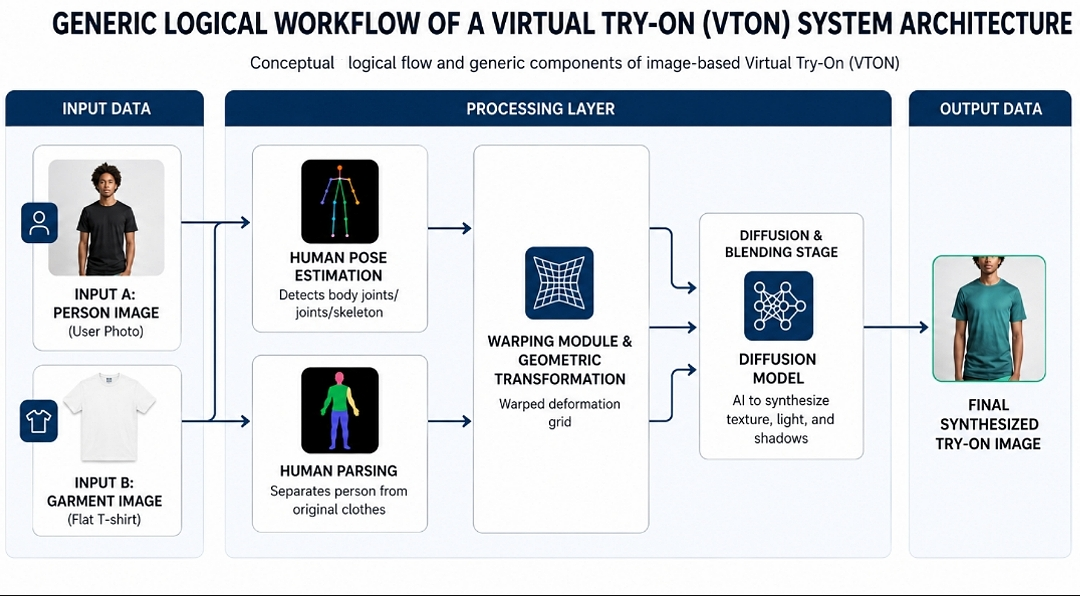 GENERIC LOGICAL WORKFLOW OF A VIRTUAL TRY-ON (VTON) SYSTEM ARCHITECTURE
Conceptual logical flow and generic components of image-based Virtual Try-On (VTON)
INPUT DATA
INPUT A:
PERSON IMAGE
(User Photo)
INPUT B:
GARMENT IMAGE
(Flat T-shirt)
PROCESSING LAYER
HUMAN POSE
ESTIMATION
Detects body joints/
joints/skeleton
HUMAN PARSING
Separates person from
original clothes
WARPING MODULE &
GEOMETRIC
TRANSFORMATION
Warped deformation
grid
DIFFUSION &
BLENDING STAGE
DIFFUSION
MODEL
AI to synthesize
texture, light, and
shadows
OUTPUT DATA
FINAL
SYNTHESIZED
TRY-ON IMAGE